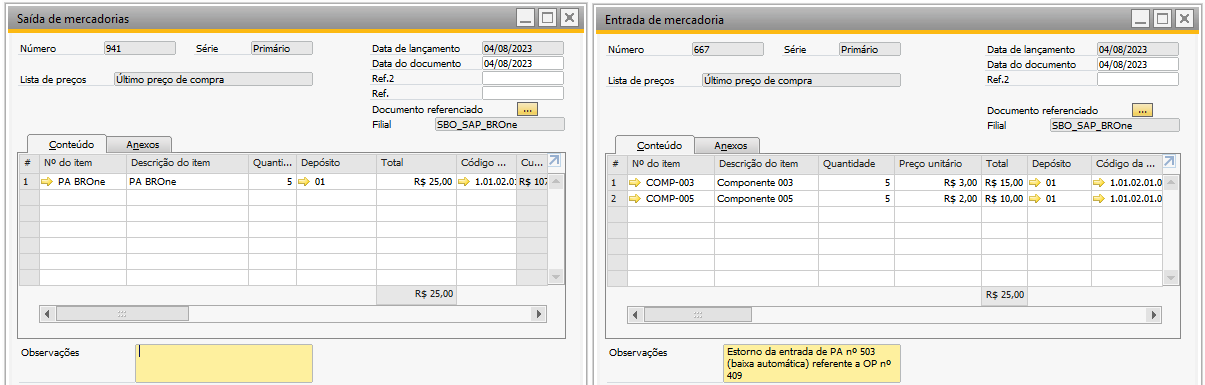 Saída de mercadorias
Número 941 Série Primário
Data de lançamento 04/08/2023
Data do documento 04/08/2023
Lista de preços Último preço de compra
Ref.2
Ref.
Documento referenciado ...
Filial SBO_SAP_BROne
Conteúdo Anexos
# Nº do item Descrição do item Quanti... Depósito Total Código ... Cu...
1 PA BROne PA BROne 5 01 R$ 25,00 1.01.02.01 R$ 107
R$ 25,00
Observações
Entrada de mercadoria
Número 667 Série Primário
Data de lançamento 04/08/2023
Data do documento 04/08/2023
Lista de preços Último preço de compra
Ref.2
Documento referenciado ...
Filial SBO_SAP_BROne
Conteúdo Anexos
# Nº do item Descrição do item Quantidade Preço unitário Total Depósito Código da ...
1 COMP-003 Componente 003 5 R$ 3,00 R$ 15,00 01 1.01.02.01.0
2 COMP-005 Componente 005 5 R$ 2,00 R$ 10,00 01 1.01.02.01.0
R$ 25,00
Observações
Estorno da entrada de PA nº 503
(baixa automática) referente a OP nº
409